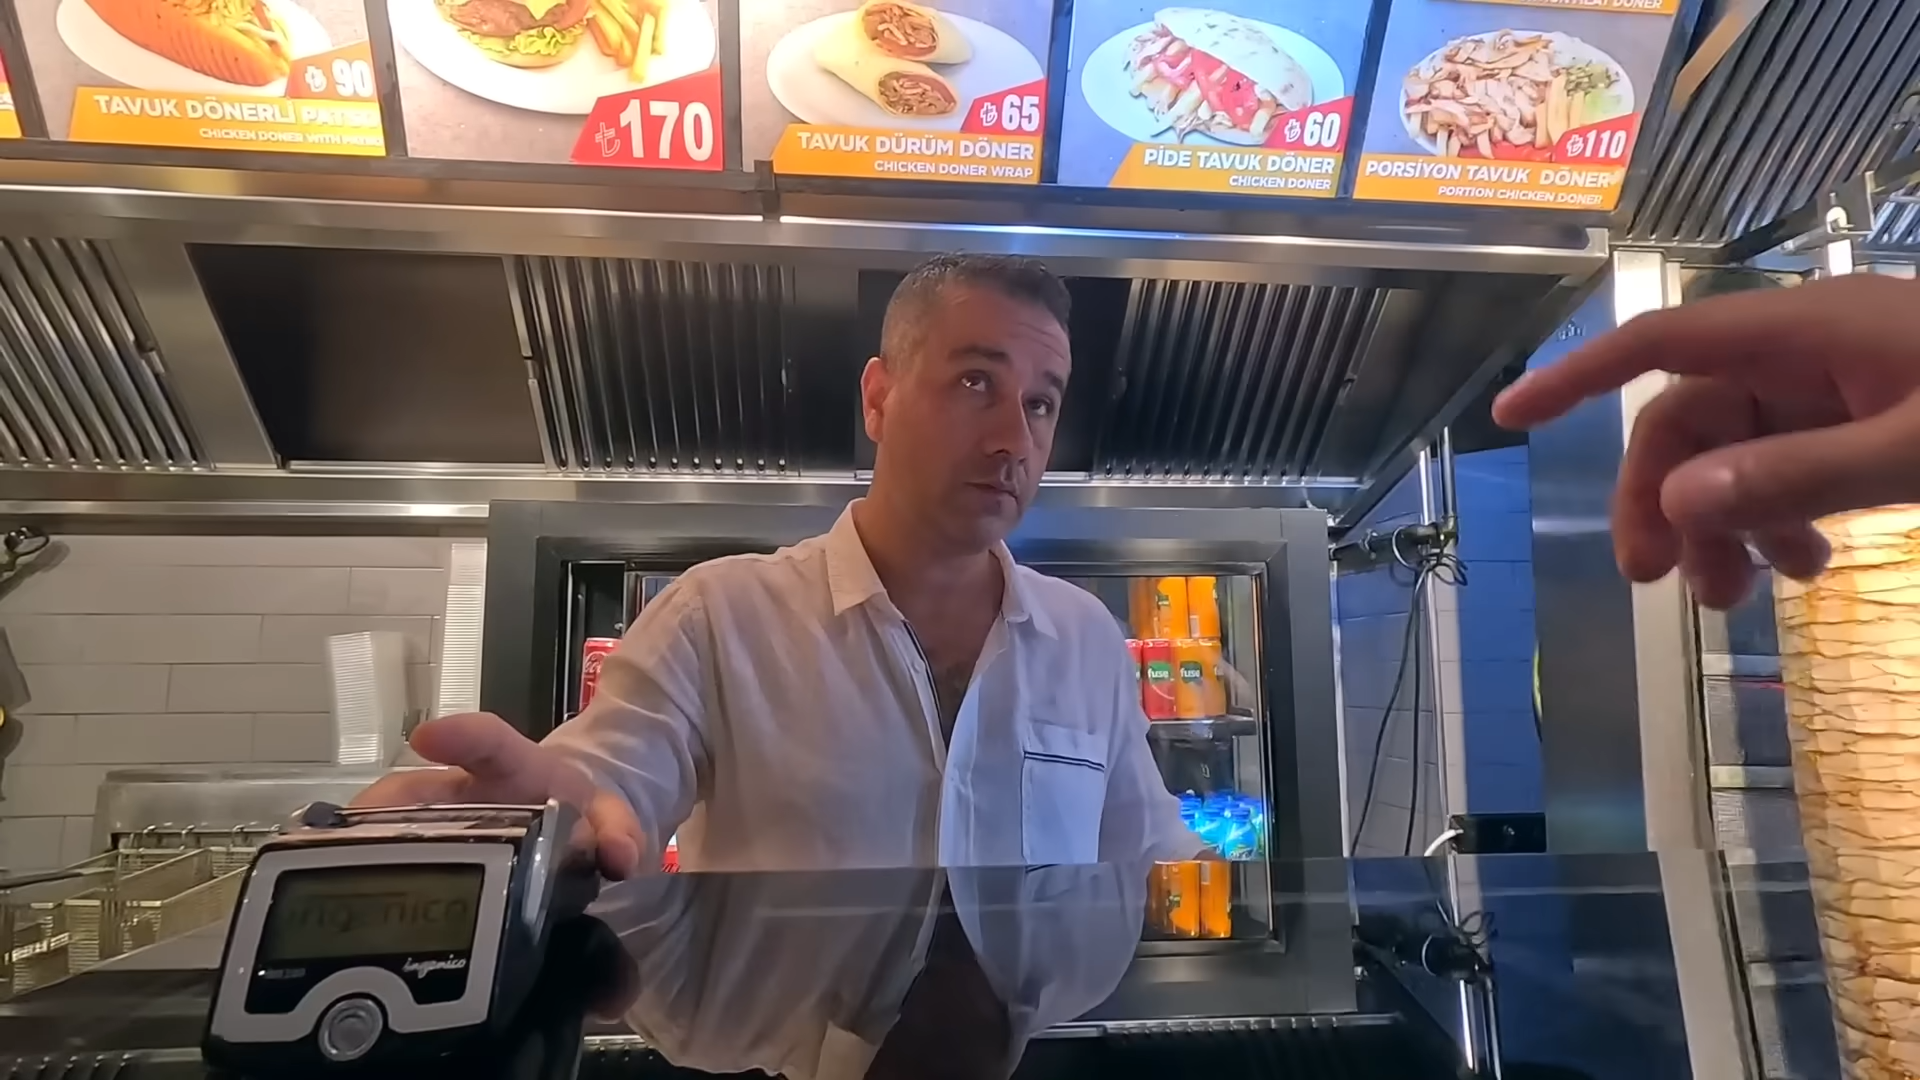 ₺90
TAVUK DÖNERLİ
CHICKEN DONER WITH
₺170
₺65
TAVUK DÜRÜM DÖNER
CHICKEN DONER WRAP
₺60
PİDE TAVUK DÖNER
CHICKEN DONER
₺110
PORSİYON TAVUK DÖNER
PORTION CHICKEN DONER
fuse
fuse
ingenico
ingenico